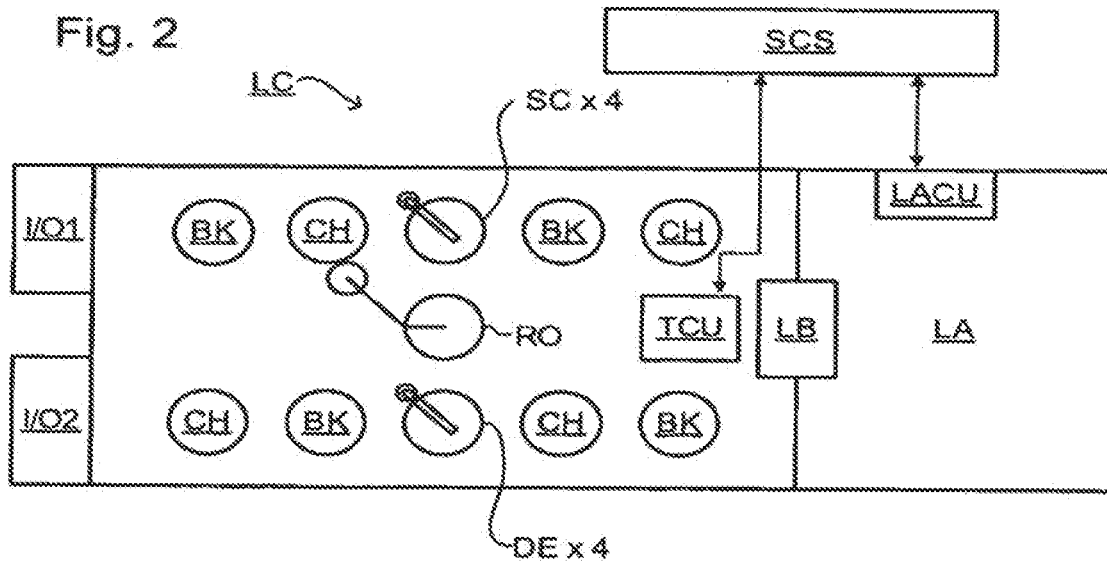 Fig. 2
SCS
LC
SC x 4
I/O1
BK
CH
BK
CH
LACU
RO
TCU
LB
LA
I/O2
CH
BK
CH
BK
DE x 4